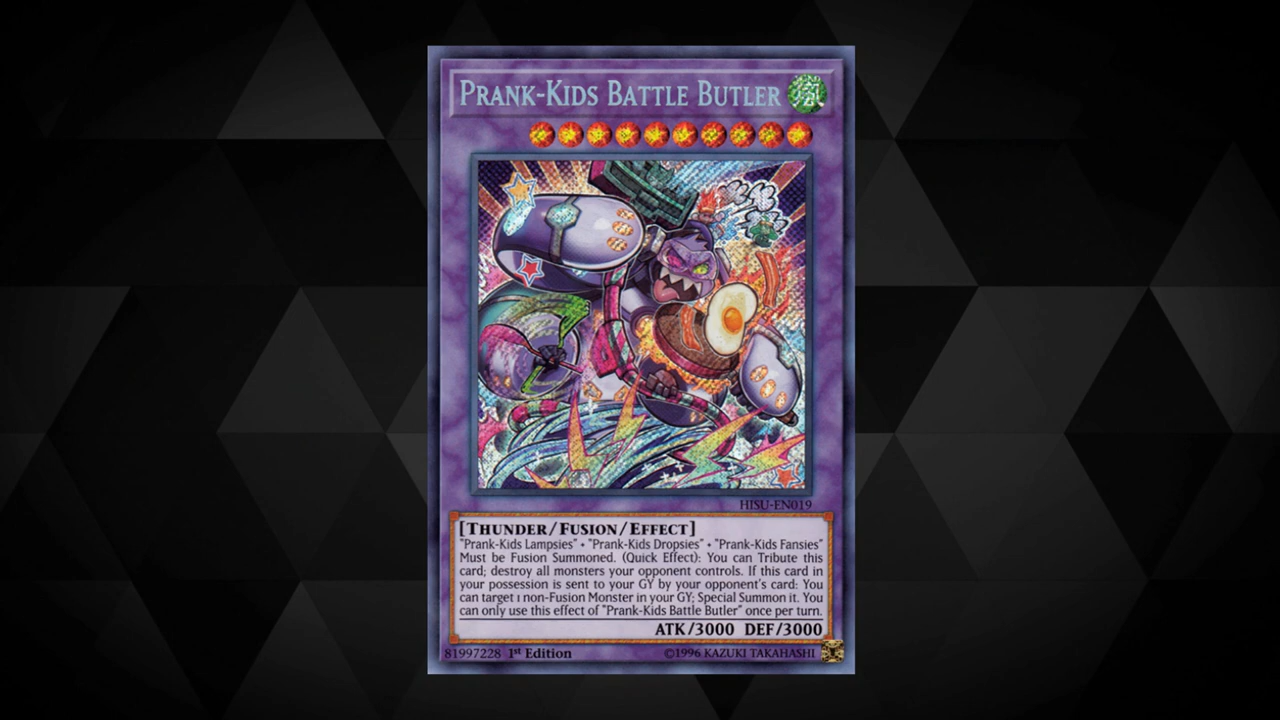 PRANK-KIDS BATTLE BUTLER
HISU-EN019
[THUNDER/FUSION/EFFECT]
"Prank-Kids Lampsies" + "Prank-Kids Dropsies" + "Prank-Kids Fansies"
Must be Fusion Summoned. (Quick Effect): You can Tribute this
card; destroy all monsters your opponent controls. If this card in
your possession is sent to your GY by your opponent's card: You
can target 1 non-Fusion Monster in your GY; Special Summon it. You
can only use this effect of "Prank-Kids Battle Butler" once per turn.
ATK/3000 DEF/3000
81997228 1st Edition ©1996 KAZUKI TAKAHASHI